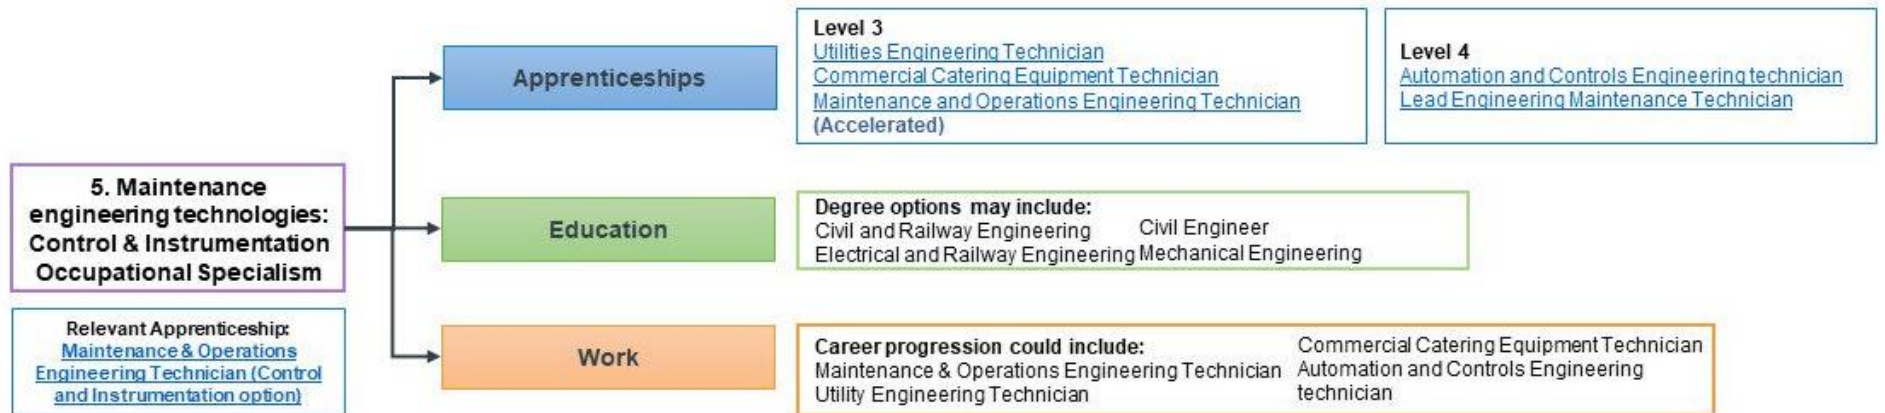 5. Maintenance
engineering technologies:
Control & Instrumentation
Occupational Specialism
Relevant Apprenticeship:
Maintenance & Operations
Engineering Technician (Control
and Instrumentation option)
Apprenticeships
Level 3
Utilities Engineering Technician
Commercial Catering Equipment Technician
Maintenance and Operations Engineering Technician
(Accelerated)
Level 4
Automation and Controls Engineering technician
Lead Engineering Maintenance Technician
Education
Degree options may include:
Civil and Railway Engineering
Electrical and Railway Engineering
Civil Engineer
Mechanical Engineering
Work
Career progression could include:
Maintenance & Operations Engineering Technician
Utility Engineering Technician
Commercial Catering Equipment Technician
Automation and Controls Engineering
technician